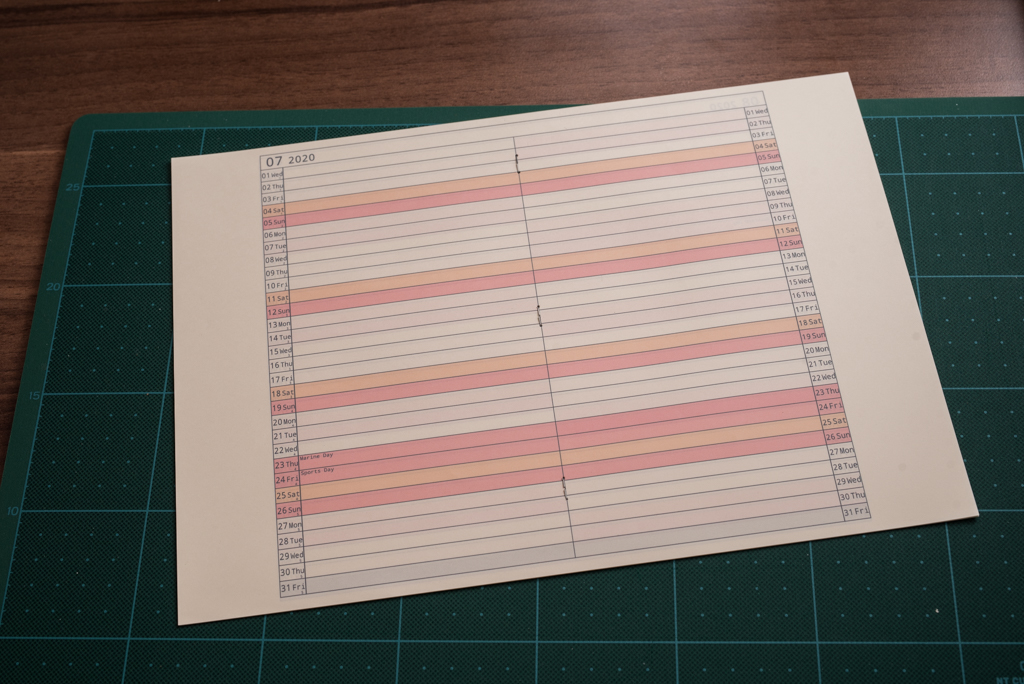 07 2020
01 Wed
02 Thu
03 Fri
04 Sat
05 Sun
06 Mon
07 Tue
08 Wed
09 Thu
10 Fri
11 Sat
12 Sun
13 Mon
14 Tue
15 Wed
16 Thu
17 Fri
18 Sat
19 Sun
20 Mon
21 Tue
22 Wed
23 Thu Marine Day
24 Fri Sports Day
25 Sat
26 Sun
27 Mon
28 Tue
29 Wed
30 Thu
31 Fri
01 Wed
02 Thu
03 Fri
04 Sat
05 Sun
06 Mon
07 Tue
08 Wed
09 Thu
10 Fri
11 Sat
12 Sun
13 Mon
14 Tue
15 Wed
16 Thu
17 Fri
18 Sat
19 Sun
20 Mon
21 Tue
22 Wed
23 Thu
24 Fri
25 Sat
26 Sun
27 Mon
28 Tue
29 Wed
30 Thu
31 Fri
25
20
15
10